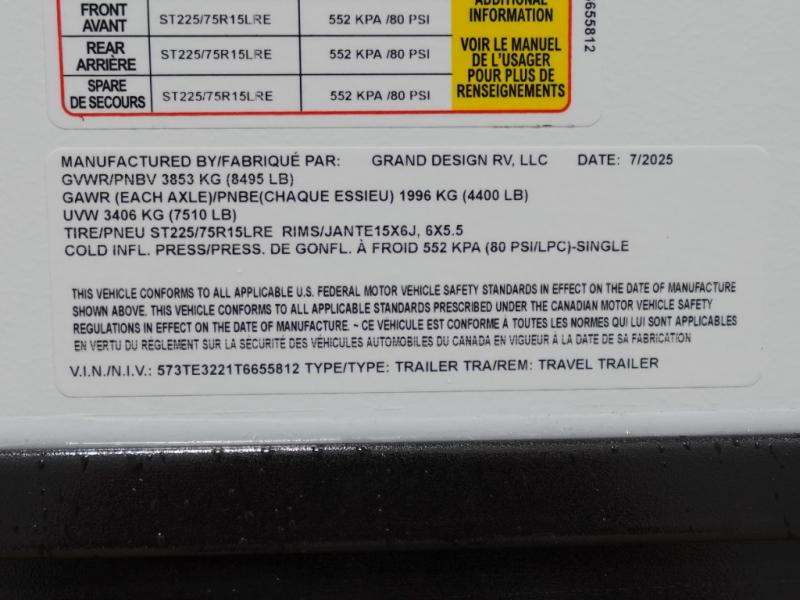 ADDITIONAL
FRONT
AVANT
ST225/75R15LRE
552 KPA /80 PSI
INFORMATION
REAR
ARRIÈRE
ST225/75R15LRE
552 KPA /80 PSI
VOIR LE MANUEL
DE L'USAGER
POUR PLUS DE
RENSEIGNEMENTS
SPARE
DE SECOURS
ST225/75R15LRE
552 KPA /80 PSI
6655812
MANUFACTURED BY/FABRIQUÉ PAR: GRAND DESIGN RV, LLC DATE: 7/2025
GVWR/PNBV 3853 KG (8495 LB)
GAWR (EACH AXLE)/PNBE(CHAQUE ESSIEU) 1996 KG (4400 LB)
UVW 3406 KG (7510 LB)
TIRE/PNEU ST225/75R15LRE RIMS/JANTE15X6J, 6X5.5
COLD INFL. PRESS/PRESS. DE GONFL. À FROID 552 KPA (80 PSI/LPC)-SINGLE
THIS VEHICLE CONFORMS TO ALL APPLICABLE U.S. FEDERAL MOTOR VEHICLE SAFETY STANDARDS IN EFFECT ON THE DATE OF MANUFACTURE
SHOWN ABOVE. THIS VEHICLE CONFORMS TO ALL APPLICABLE STANDARDS PRESCRIBED UNDER THE CANADIAN MOTOR VEHICLE SAFETY
REGULATIONS IN EFFECT ON THE DATE OF MANUFACTURE. ~ CE VÉHICULE EST CONFORME À TOUTES LES NORMES QUI LUI SONT APPLICABLES
EN VERTU DU RÈGLEMENT SUR LA SÉCURITÉ DES VÉHICULES AUTOMOBILES DU CANADA EN VIGUEUR À LA DATE DE SA FABRICATION
V.I.N./N.I.V.: 573TE3221T6655812 TYPE/TYPE: TRAILER TRA/REM: TRAVEL TRAILER